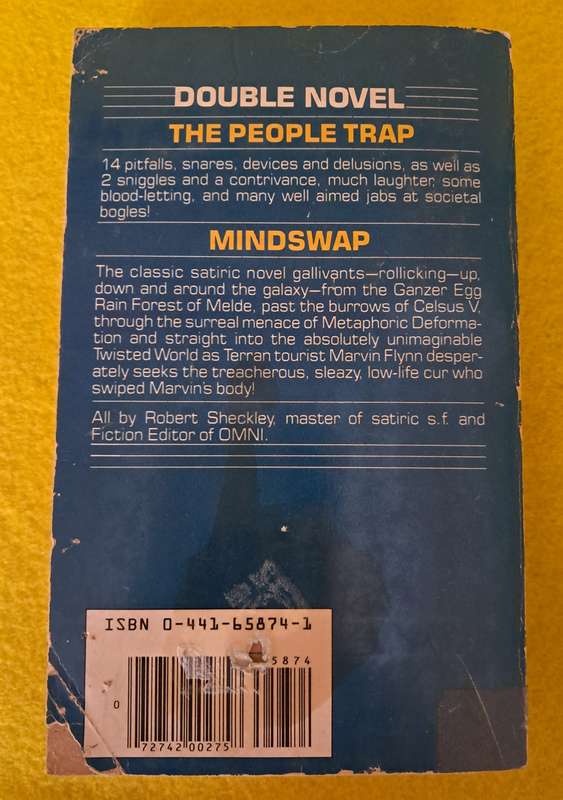 DOUBLE NOVEL
THE PEOPLE TRAP
14 pitfalls, snares, devices and delusions, as well as
2 sniggles and a contrivance, much laughter, some
blood-letting, and many well aimed jabs at societal
bogles!
MINDSWAP
The classic satiric novel gallivants—rollicking—up,
down and around the galaxy—from the Ganzer Egg
Rain Forest of Melde, past the burrows of Celsus V,
through the surreal menace of Metaphoric Deforma-
tion and straight into the absolutely unimaginable
Twisted World as Terran tourist Marvin Flynn desper-
ately seeks the treacherous, sleazy, low-life cur who
swiped Marvin's body!
All by Robert Sheckley, master of satiric s.f. and
Fiction Editor of OMNI.
ISBN 0-441-65874-1
5874
0
72742 00275